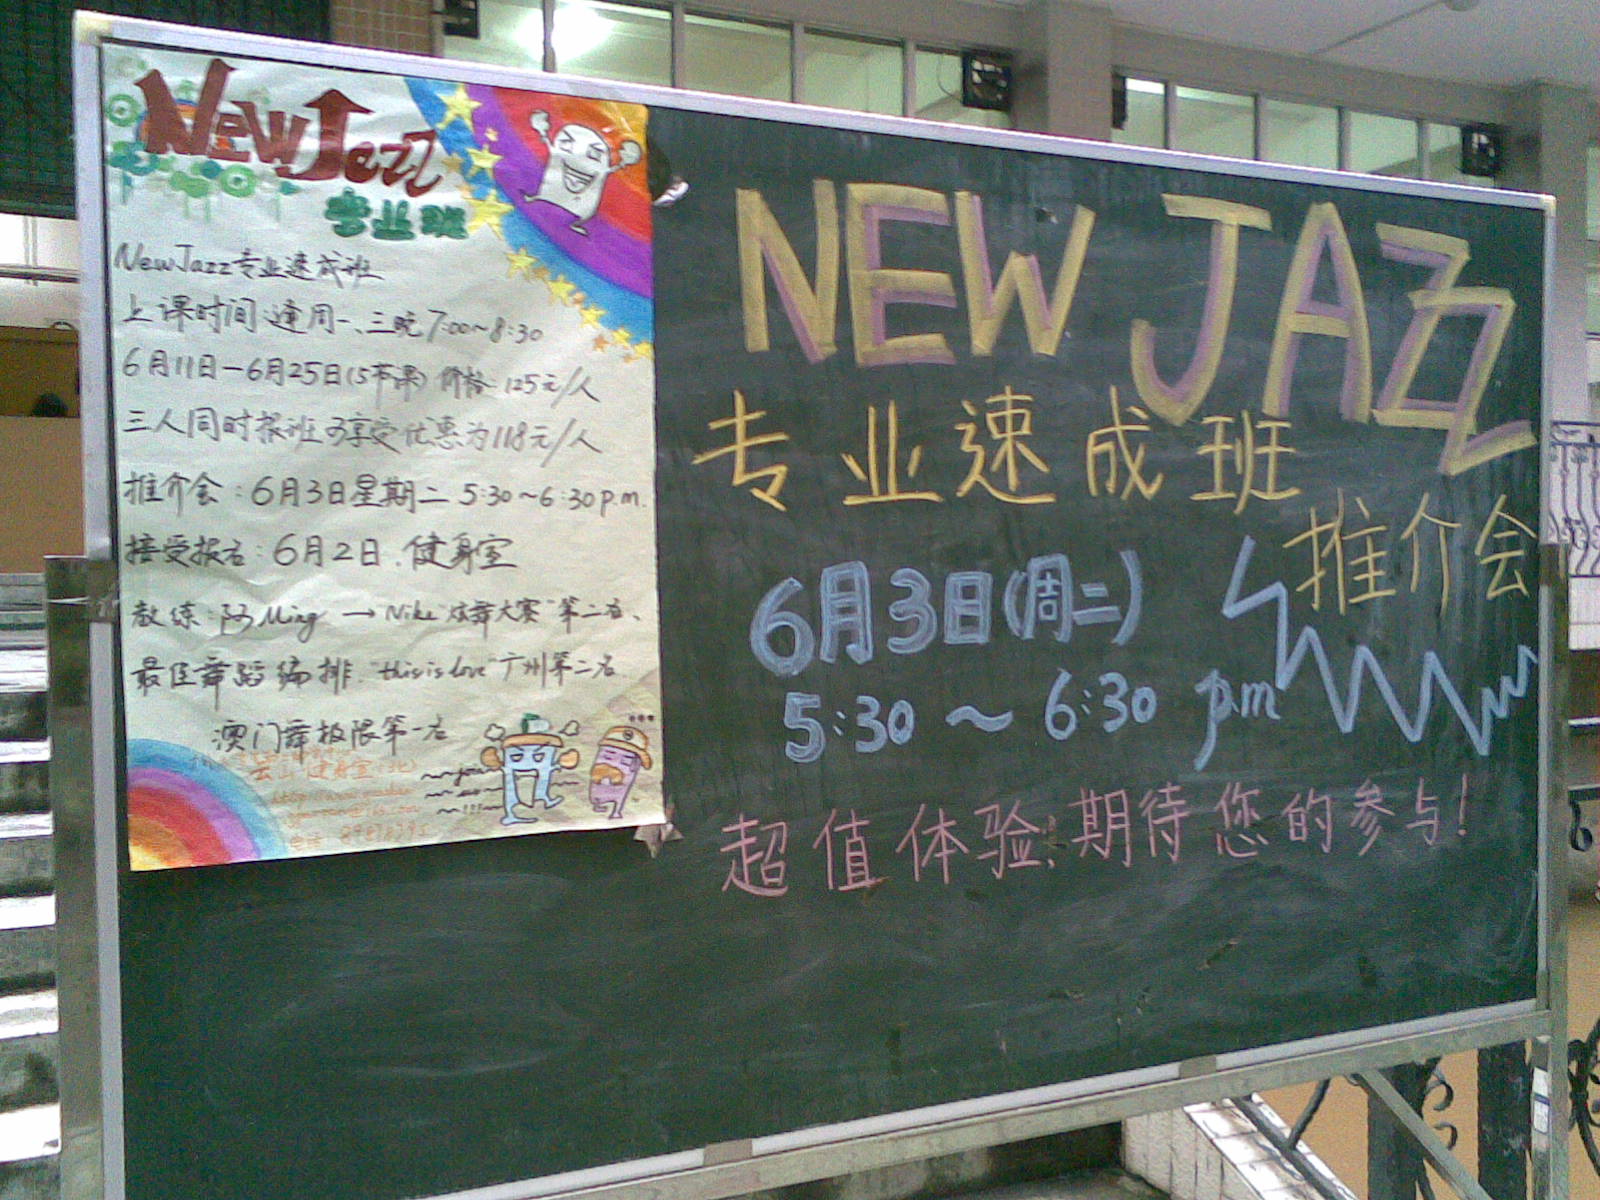 New Jazz
专业班
NewJazz专业速成班
上课时间:逢周一、三晚7:00~8:30
6月11日—6月25日(5节课) 价格:125元/人
三人同时报班可享受优惠为118元/人
推介会:6月3日星期二 5:30~6:30p.m.
接受报名:6月2日.健身室
教练:阿Ming → Nike"炫舞大赛"第二名、
最佳舞蹈编排."this is love"广州第二名.
澳门舞极限第一名
NEW JAZZ
专业速成班
推介会
6月3日(周二)
5:30~6:30 p.m
超值体验,期待您的参与!